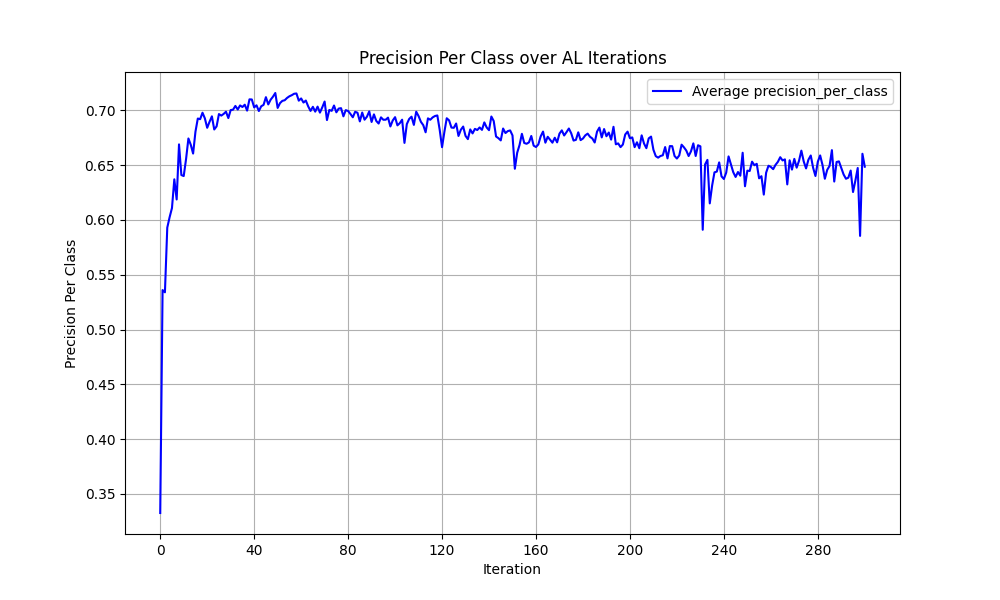 Precision Per Class over AL Iterations
Average precision_per_class
Precision Per Class
0.70
0.65
0.60
0.55
0.50
0.45
0.40
0.35
0 40 80 120 160 200 240 280
Iteration